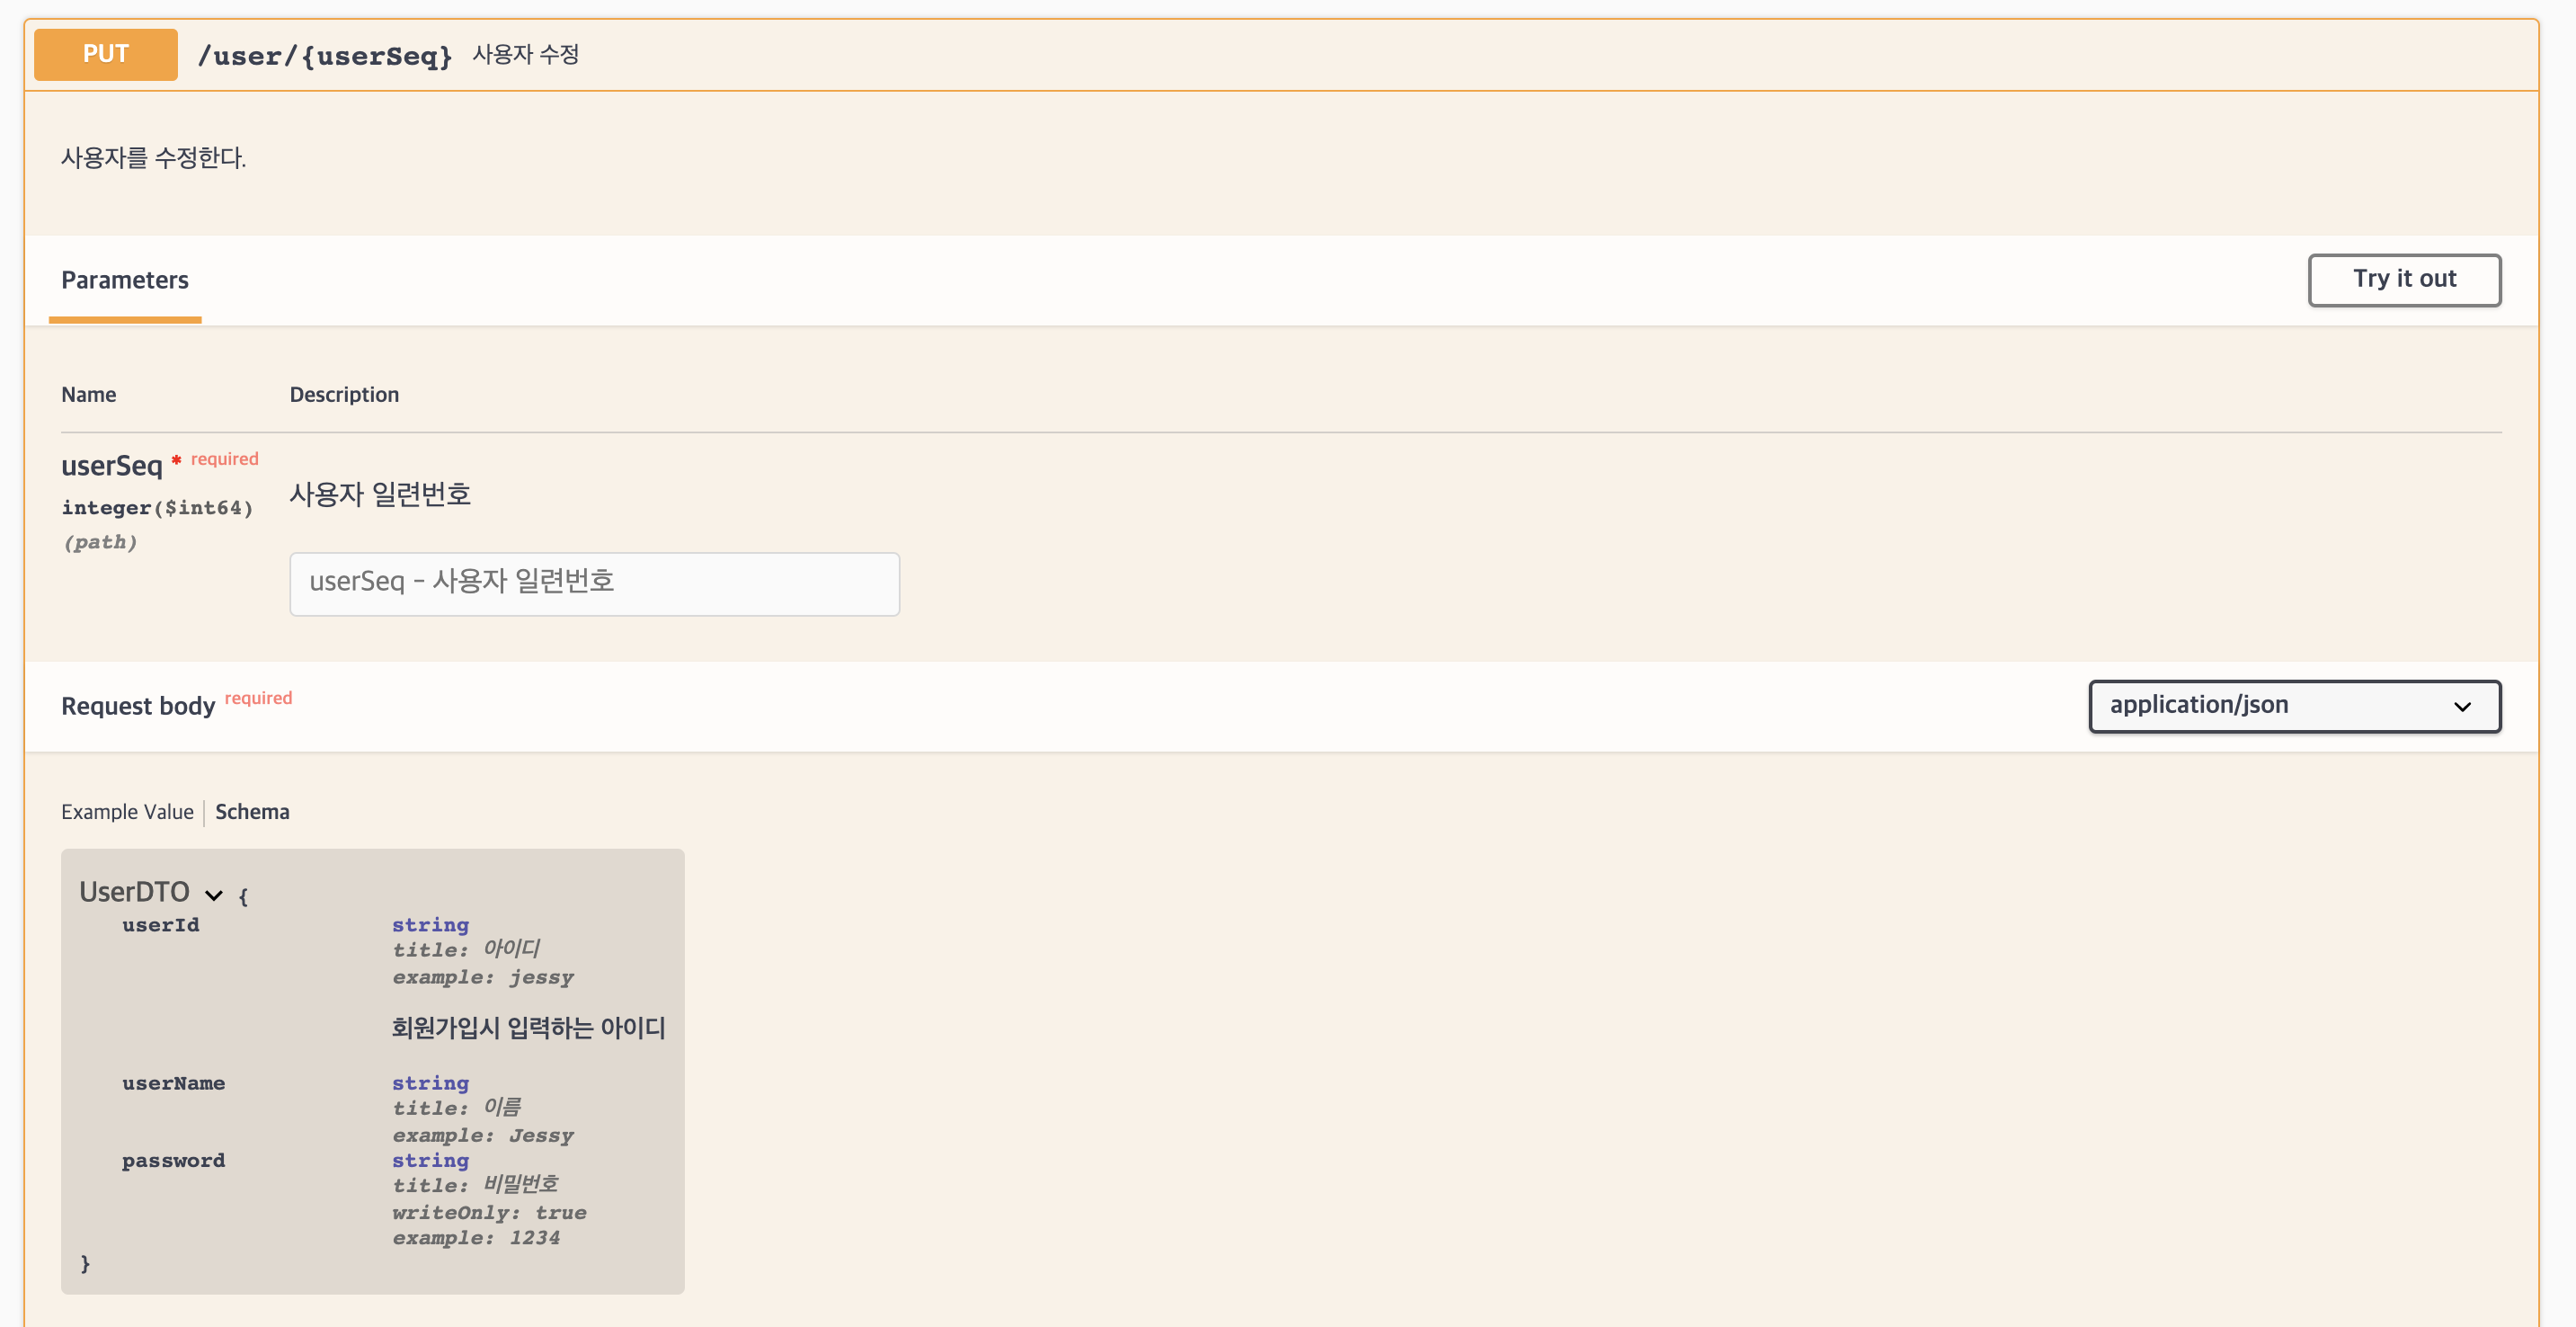 PUT /user/{userSeq} 사용자 수정
사용자를 수정한다.
Parameters Try it out
Name Description
userSeq * required
integer($int64)
(path)
사용자 일련번호
userSeq - 사용자 일련번호
Request body required application/json
Example Value Schema
UserDTO {
userId string
title: 아이디
example: jessy
회원가입시 입력하는 아이디
userName string
title: 이름
example: Jessy
password string
title: 비밀번호
writeOnly: true
example: 1234
}